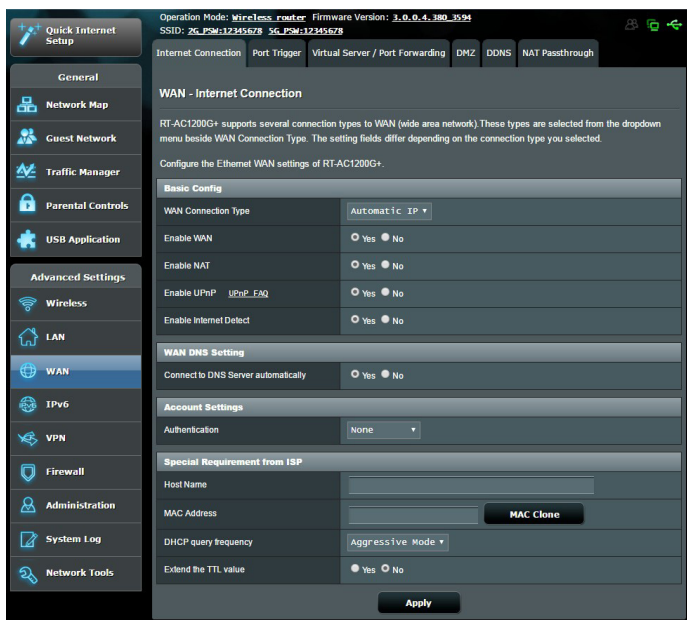 Quick Internet
Setup
Operation Mode: Wireless router Firmware Version: 3.0.0.4.380_3594
SSID: 2G_PSW:12345678 5G_PSW:12345678
Internet Connection Port Trigger Virtual Server / Port Forwarding DMZ DDNS NAT Passthrough
General
Network Map
Guest Network
Traffic Manager
Parental Controls
USB Application
Advanced Settings
Wireless
LAN
WAN
IPv6
IPv6
VPN
Firewall
Administration
System Log
Network Tools
WAN - Internet Connection
RT-AC1200G+ supports several connection types to WAN (wide area network).These types are selected from the dropdown
menu beside WAN Connection Type. The setting fields differ depending on the connection type you selected.
Configure the Ethernet WAN settings of RT-AC1200G+.
Basic Config
WAN Connection Type Automatic IP
Enable WAN Yes No
Enable NAT Yes No
Enable UPnP UPnP FAQ Yes No
Enable Internet Detect Yes No
WAN DNS Setting
Connect to DNS Server automatically Yes No
Account Settings
Authentication None
Special Requirement from ISP
Host Name
MAC Address MAC Clone
DHCP query frequency Aggressive Mode
Extend the TTL value Yes No
Apply